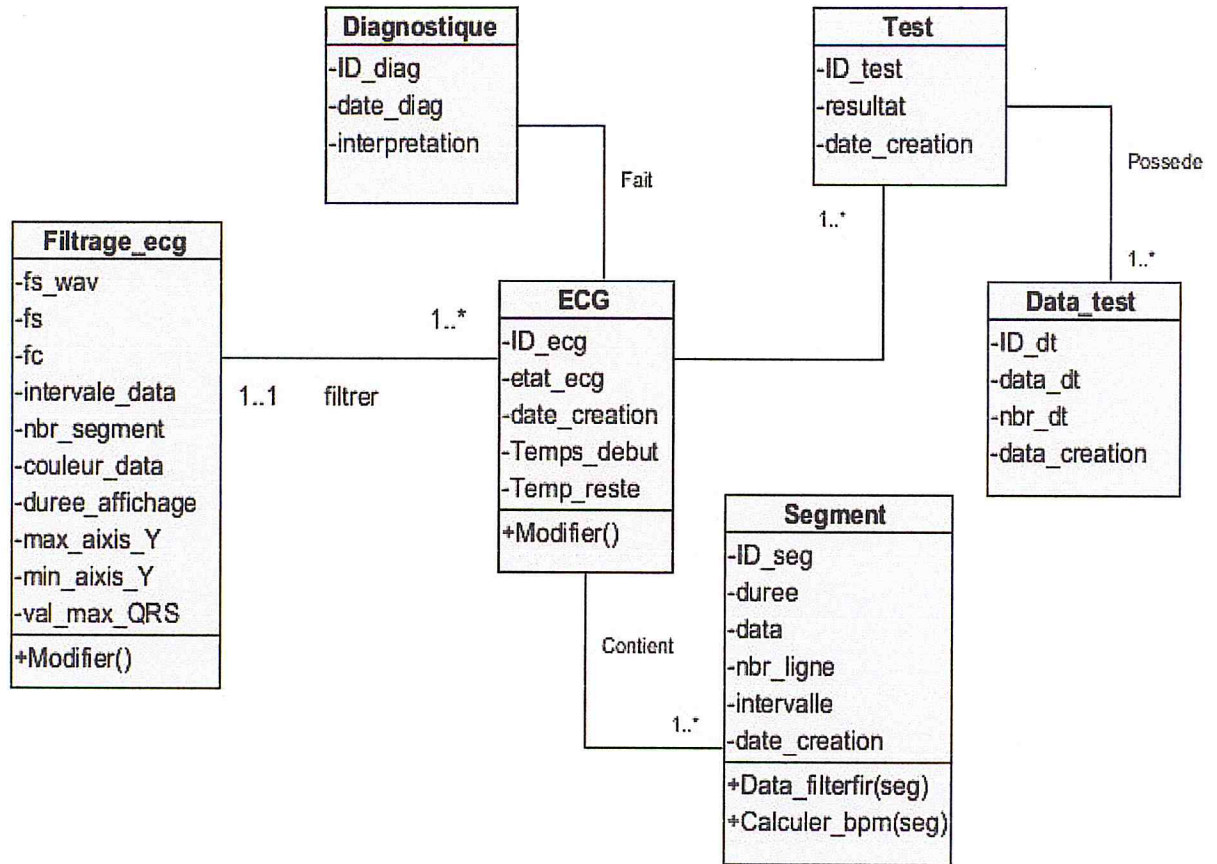 Diagnostique
-ID_diag
-date_diag
-interpretation
Test
-ID_test
-resultat
-date_creation
Fait
Possede
1..*
1..*
Filtrage_ecg
-fs_wav
-fs
-fc
-intervale_data
-nbr_segment
-couleur_data
-duree_affichage
-max_aixis_Y
-min_aixis_Y
-val_max_QRS
+Modifier()
1..*
1..1 filtrer
ECG
-ID_ecg
-etat_ecg
-date_creation
-Temps_debut
-Temp_reste
+Modifier()
Data_test
-ID_dt
-data_dt
-nbr_dt
-data_creation
Contient
1..*
Segment
-ID_seg
-duree
-data
-nbr_ligne
-intervalle
-date_creation
+Data_filterfir(seg)
+Calculer_bpm(seg)